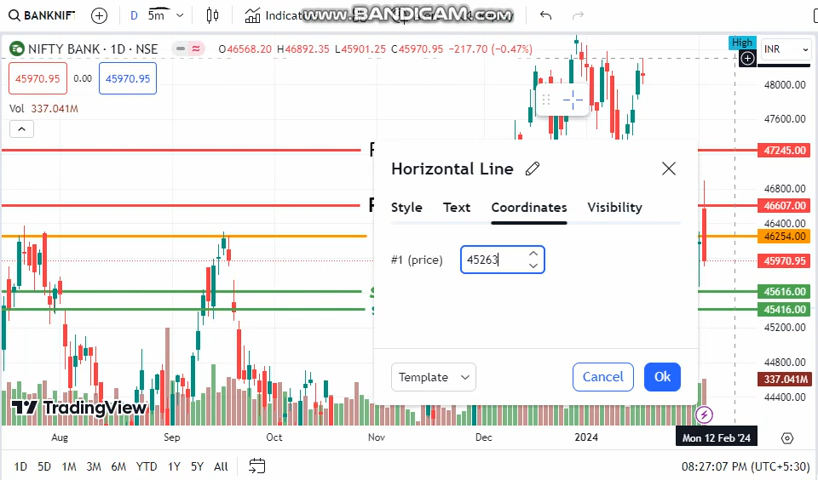 BANKNIFT
D
5m
Indicati
www.BANDICAM.com
NIFTY BANK · 1D · NSE
O46568.20 H46892.35 L45901.25 C45970.95 -217.70 (-0.47%)
High
INR
45970.95
0.00
45970.95
Vol 337.041M
48000.00
47600.00
47245.00
46800.00
46607.00
46254.00
45970.95
45616.00
45416.00
45200.00
44800.00
337.041M
44400.00
Horizontal Line
Style
Text
Coordinates
Visibility
#1 (price)
45263
Template
Cancel
Ok
TradingView
Aug
Sep
Oct
Nov
Dec
2024
Mon 12 Feb '24
1D 5D 1M 3M 6M YTD 1Y 5Y All
08:27:07 PM (UTC+5:30)